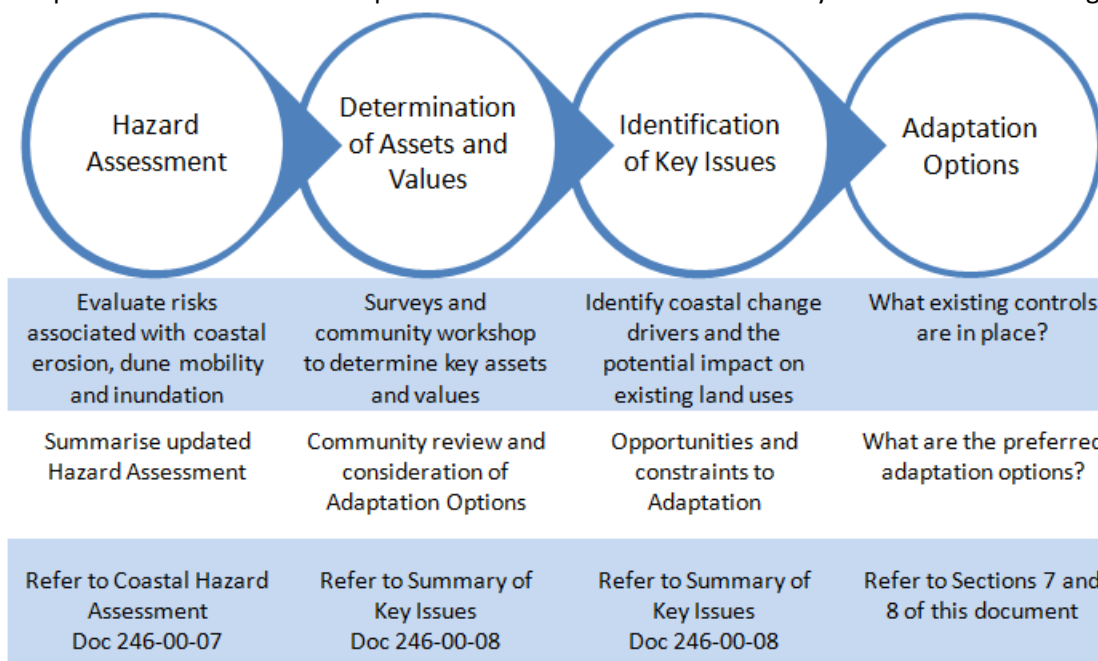 Hazard
Assessment
Determination
of Assets and
Values
Identification
of Key Issues
Adaptation
Options
Evaluate risks
associated with coastal
erosion, dune mobility
and inundation
Surveys and
community workshop
to determine key assets
and values
Identify coastal change
drivers and the
potential impact on
existing land uses
What existing controls
are in place?
Summarise updated
Hazard Assessment
Community review and
consideration of
Adaptation Options
Opportunities and
constraints to
Adaptation
What are the preferred
adaptation options?
Refer to Coastal Hazard
Assessment
Doc 246-00-07
Refer to Summary of
Key Issues
Doc 246-00-08
Refer to Summary of
Key Issues
Doc 246-00-08
Refer to Sections 7 and
8 of this document